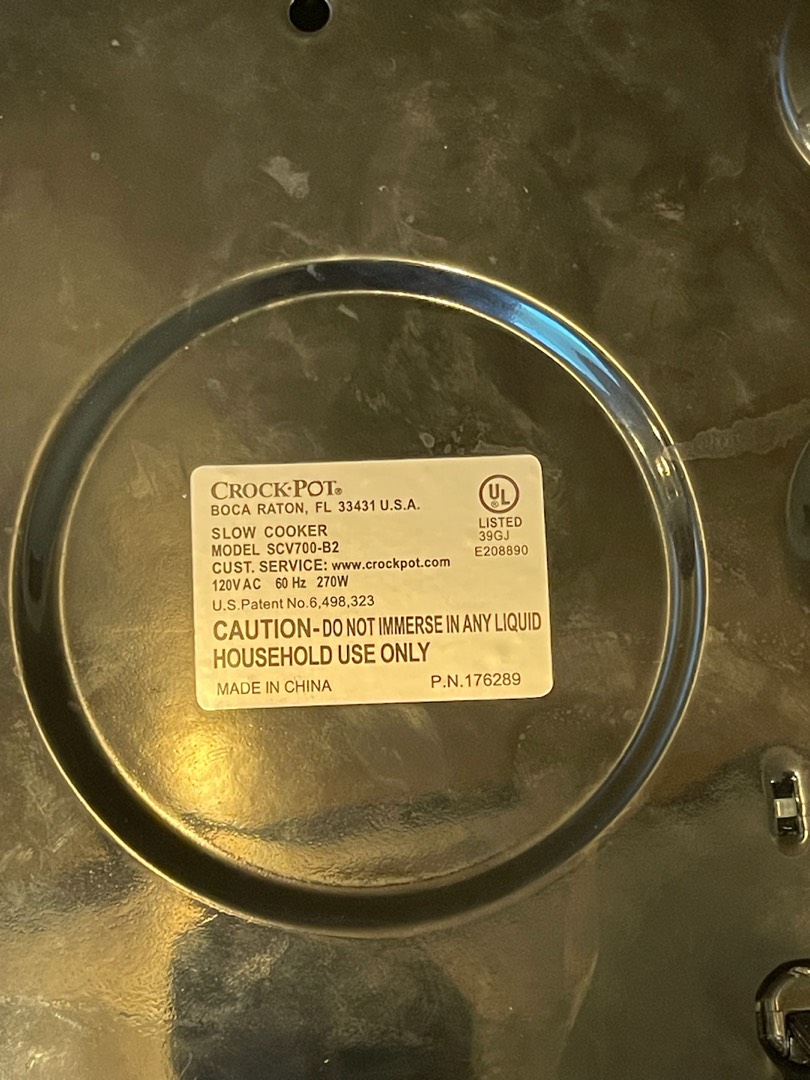 CROCK·POT®
BOCA RATON, FL 33431 U.S.A.
SLOW COOKER
MODEL SCV700-B2
CUST. SERVICE: www.crockpot.com
120V AC 60 Hz 270W
U.S.Patent No.6,498,323
CAUTION-DO NOT IMMERSE IN ANY LIQUID
HOUSEHOLD USE ONLY
MADE IN CHINA
P.N.176289
UL®
LISTED
39GJ
E208890